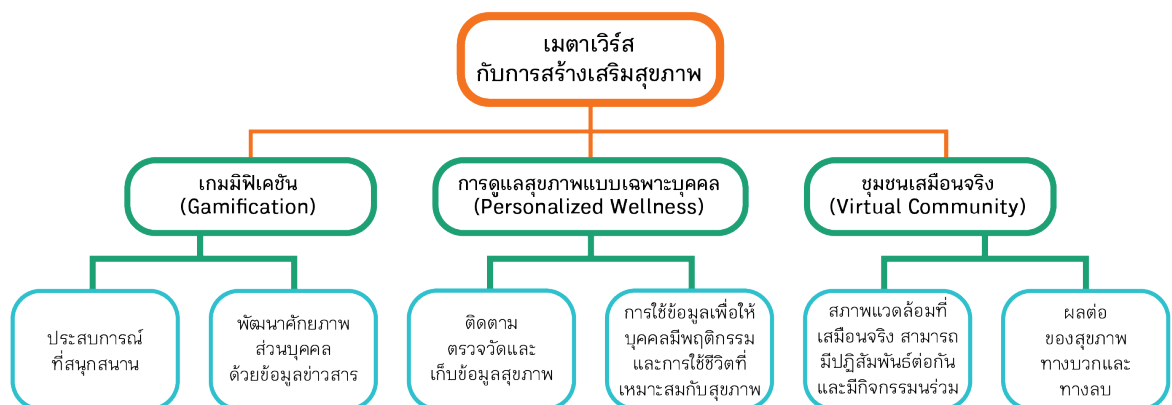 เมตาเวิร์ส
กับการสร้างเสริมสุขภาพ
เกมมิฟิเคชัน
(Gamification)
การดูแลสุขภาพแบบเฉพาะบุคคล
(Personalized Wellness)
ชุมชนเสมือนจริง
(Virtual Community)
ประสบการณ์
ที่สนุกสนาน
พัฒนาศักยภาพ
ส่วนบุคคล
ด้วยข้อมูลข่าวสาร
ติดตาม
ตรวจวัดและ
เก็บข้อมูลสุขภาพ
การใช้ข้อมูลเพื่อให้
บุคคลมีพฤติกรรม
และการใช้ชีวิตที่
เหมาะสมกับสุขภาพ
สภาพแวดล้อมที่
เสมือนจริง สามารถ
มีปฏิสัมพันธ์ต่อกัน
และมีกิจกรรมนร่วม
ผลต่อ
ของสุขภาพ
ทางบวกและ
ทางลบ